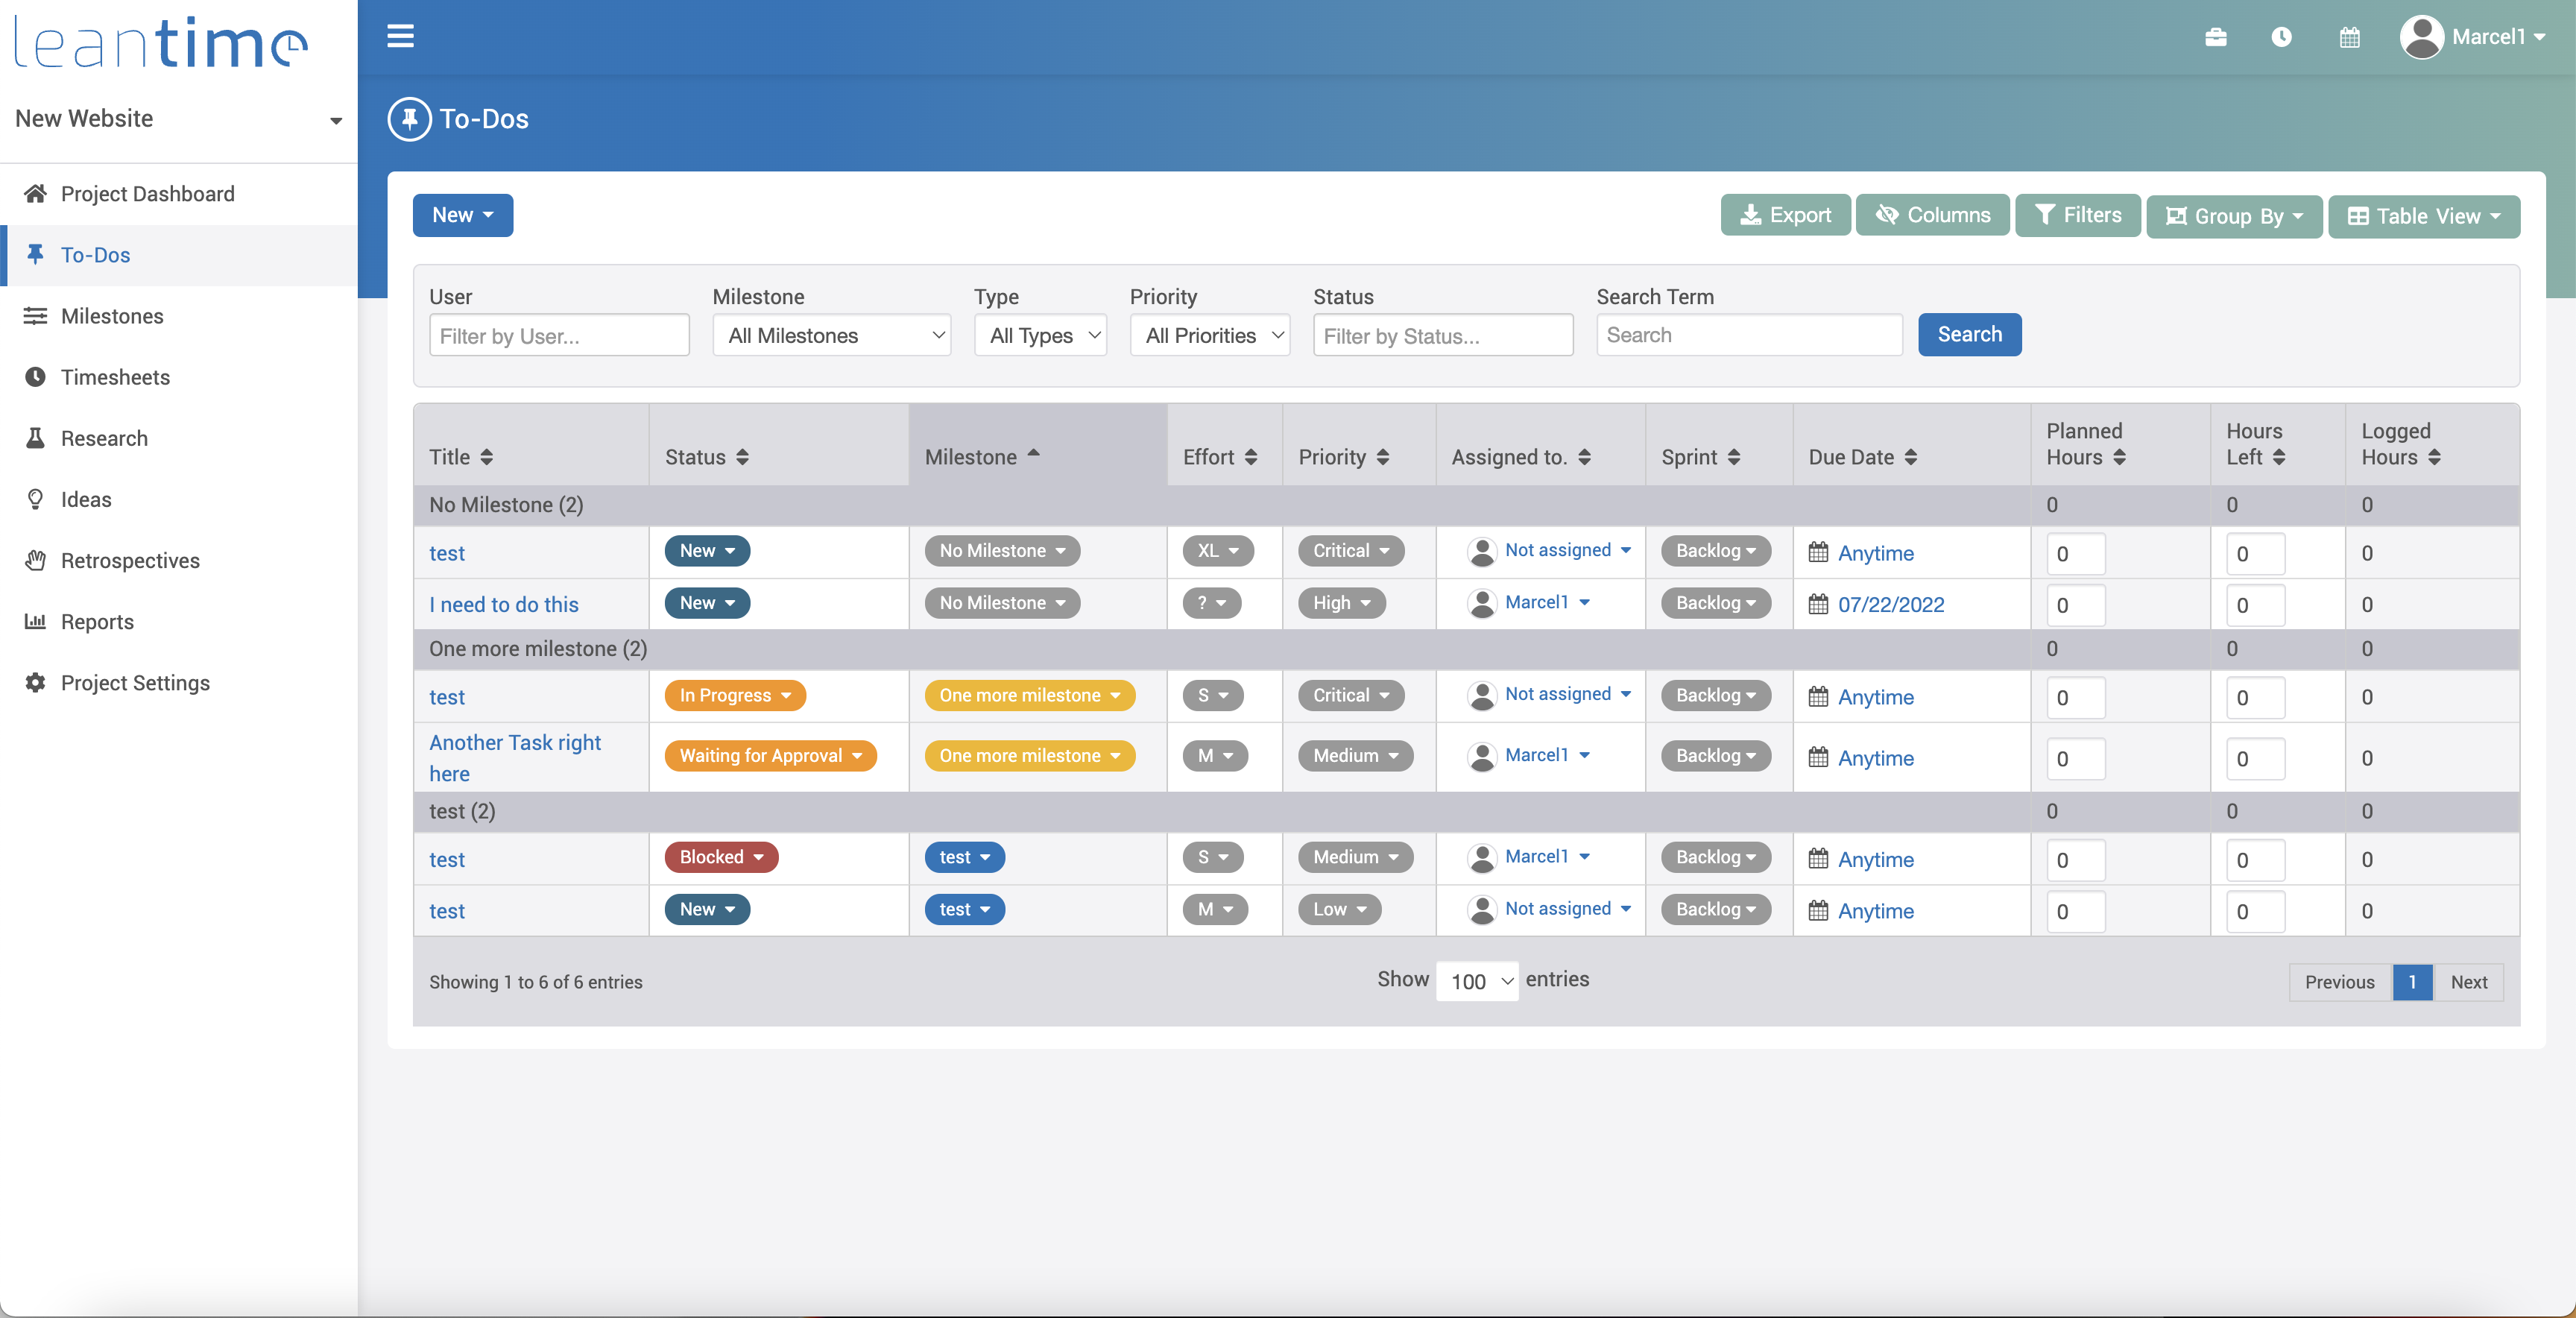 leantime
Marcel1
New Website
To-Dos
Project Dashboard
To-Dos
Milestones
Timesheets
Research
Ideas
Retrospectives
Reports
Project Settings
New
Export Columns Filters Group By Table View
User Milestone Type Priority Status Search Term
Filter by User... All Milestones All Types All Priorities Filter by Status... Search Search
Title Status Milestone Effort Priority Assigned to. Sprint Due Date Planned Hours Hours Left Logged Hours
No Milestone (2) 0 0 0
test New No Milestone XL Critical Not assigned Backlog Anytime 0 0 0
I need to do this New No Milestone ? High Marcel1 Backlog 07/22/2022 0 0 0
One more milestone (2) 0 0 0
test In Progress One more milestone S Critical Not assigned Backlog Anytime 0 0 0
Another Task right here Waiting for Approval One more milestone M Medium Marcel1 Backlog Anytime 0 0 0
test (2) 0 0 0
test Blocked test S Medium Marcel1 Backlog Anytime 0 0 0
test New test M Low Not assigned Backlog Anytime 0 0 0
Showing 1 to 6 of 6 entries Show 100 entries Previous 1 Next